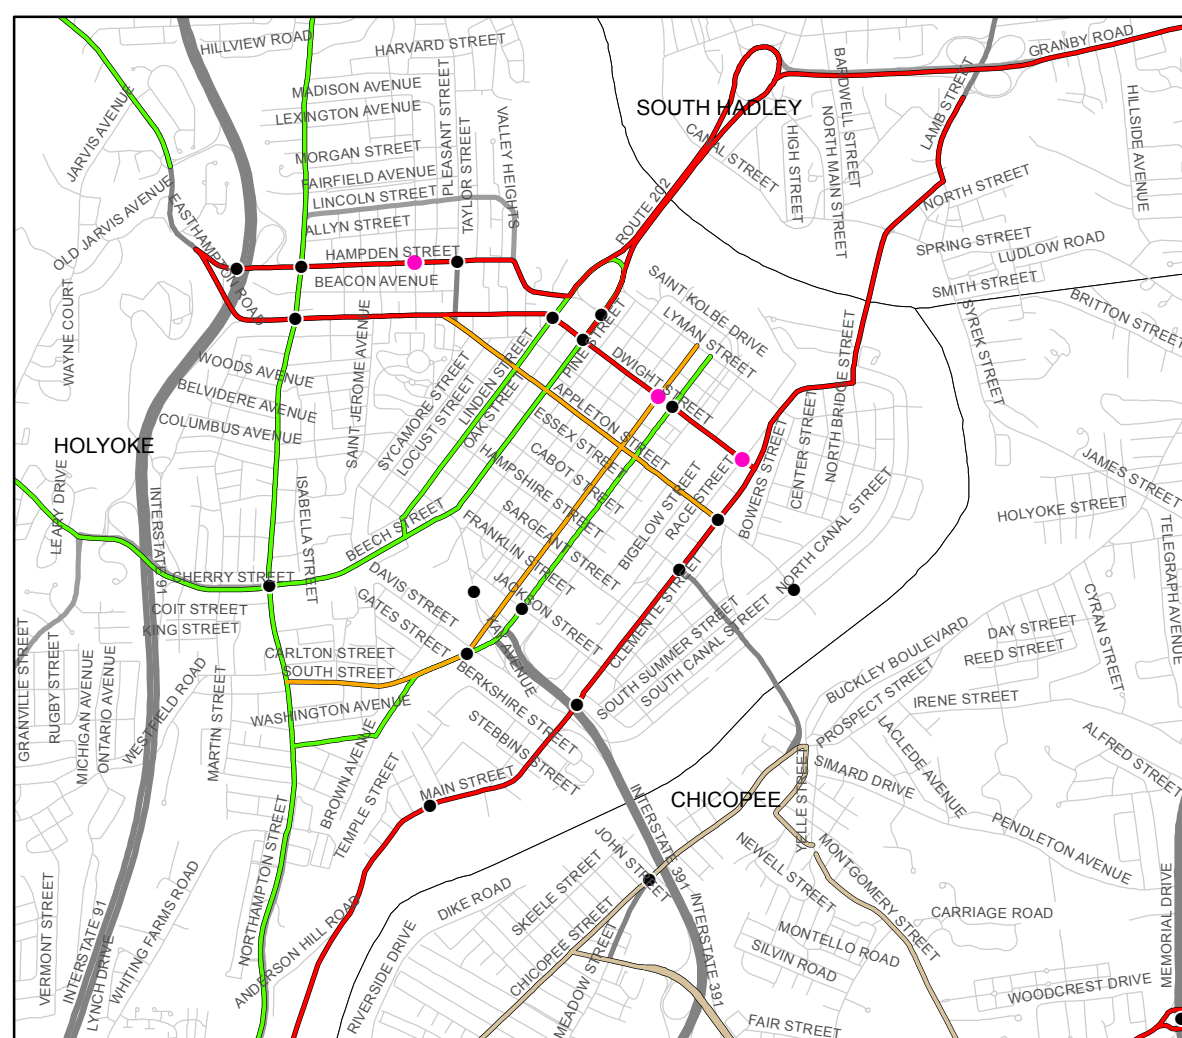 HILLVIEW ROAD
HARVARD STREET
GRANBY ROAD
BARDWELL STREET
MADISON AVENUE
LEXINGTON AVENUE
JARVIS AVENUE
PLEASANT STREET
VALLEY HEIGHTS
SOUTH HADLEY
LAMB STREET
HILLSIDE AVENUE
NORTH MAIN STREET
HIGH STREET
CANAL STREET
MORGAN STREET
FAIRFIELD AVENUE
LINCOLN STREET
TAYLOR STREET
ALLYN STREET
OLD JARVIS AVENUE
EASTHAMPTON ROAD
ROUTE 202
NORTH STREET
SPRING STREET
LUDLOW ROAD
SMITH STREET
HAMPDEN STREET
BEACON AVENUE
SAINT KOLBE DRIVE
LYMAN STREET
BRITTON STREET
SYREK STREET
WAYNE COURT
SAINT JEROME AVENUE
PINE STREET
DWIGHT STREET
NORTH BRIDGE STREET
WOODS AVENUE
BELVIDERE AVENUE
COLUMBUS AVENUE
SYCAMORE STREET
LOCUST STREET
LINDEN STREET
OAK STREET
APPLETON STREET
ESSEX STREET
CABOT STREET
HAMPSHIRE STREET
CENTER STREET
HOLYOKE
LEARY DRIVE
INTERSTATE 91
ISABELLA STREET
BEECH STREET
SARGEANT STREET
FRANKLIN STREET
BIGELOW STREET
RACE STREET
BOWERS STREET
NORTH CANAL STREET
JAMES STREET
HOLYOKE STREET
TELEGRAPH AVENUE
CHERRY STREET
COIT STREET
KING STREET
DAVIS STREET
GATES STREET
JACKSON STREET
KAY AVENUE
CLEMENTE STREET
SOUTH SUMMER STREET
SOUTH CANAL STREET
CYRAN STREET
DAY STREET
REED STREET
BUCKLEY BOULEVARD
PROSPECT STREET
IRENE STREET
GRANVILLE STREET
RUGBY STREET
MICHIGAN AVENUE
ONTARIO AVENUE
WESTFIELD ROAD
MARTIN STREET
CARLTON STREET
SOUTH STREET
WASHINGTON AVENUE
BERKSHIRE STREET
STEBBINS STREET
BROWN AVENUE
TEMPLE STREET
MAIN STREET
INTERSTATE 391
CHICOPEE
YELLE STREET
SIMARD DRIVE
LACLEDE AVENUE
ALFRED STREET
PENDLETON AVENUE
NORTHAMPTON STREET
JOHN STREET
NEWELL STREET
MONTGOMERY STREET
MEMORIAL DRIVE
VERMONT STREET
INTERSTATE 91
LYNCH DRIVE
WHITING FARMS ROAD
ANDERSON HILL ROAD
RIVERSIDE DRIVE
DIKE ROAD
SKEELE STREET
CHICOPEE STREET
MEADOW STREET
INTERSTATE 391
CARRIAGE ROAD
MONTELLO ROAD
SILVIN ROAD
WOODCREST DRIVE
FAIR STREET